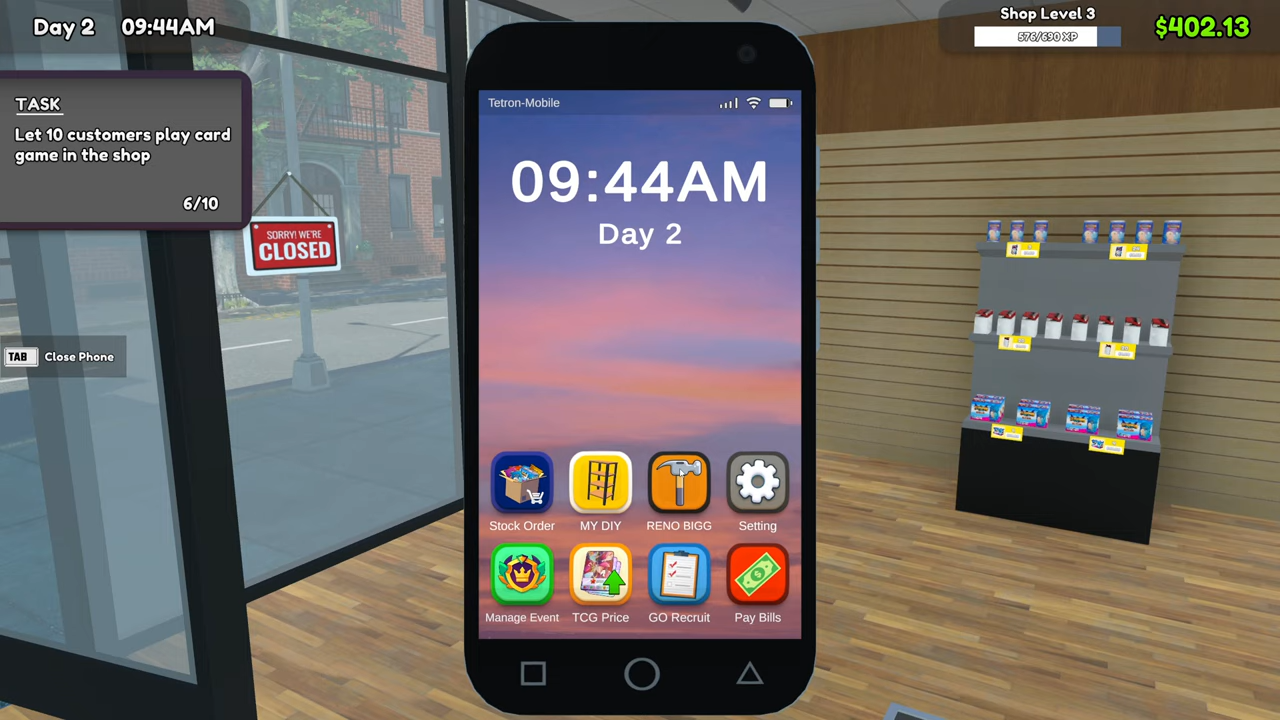 Day 2 09:44AM
Shop Level 3
576/690 XP
$402.13
TASK
Let 10 customers play card
game in the shop
6/10
SORRY! WE'RE
CLOSED
TAB Close Phone
Tetron-Mobile
09:44AM
Day 2
Stock Order MY DIY RENO BIGG Setting
Manage Event TCG Price GO Recruit Pay Bills